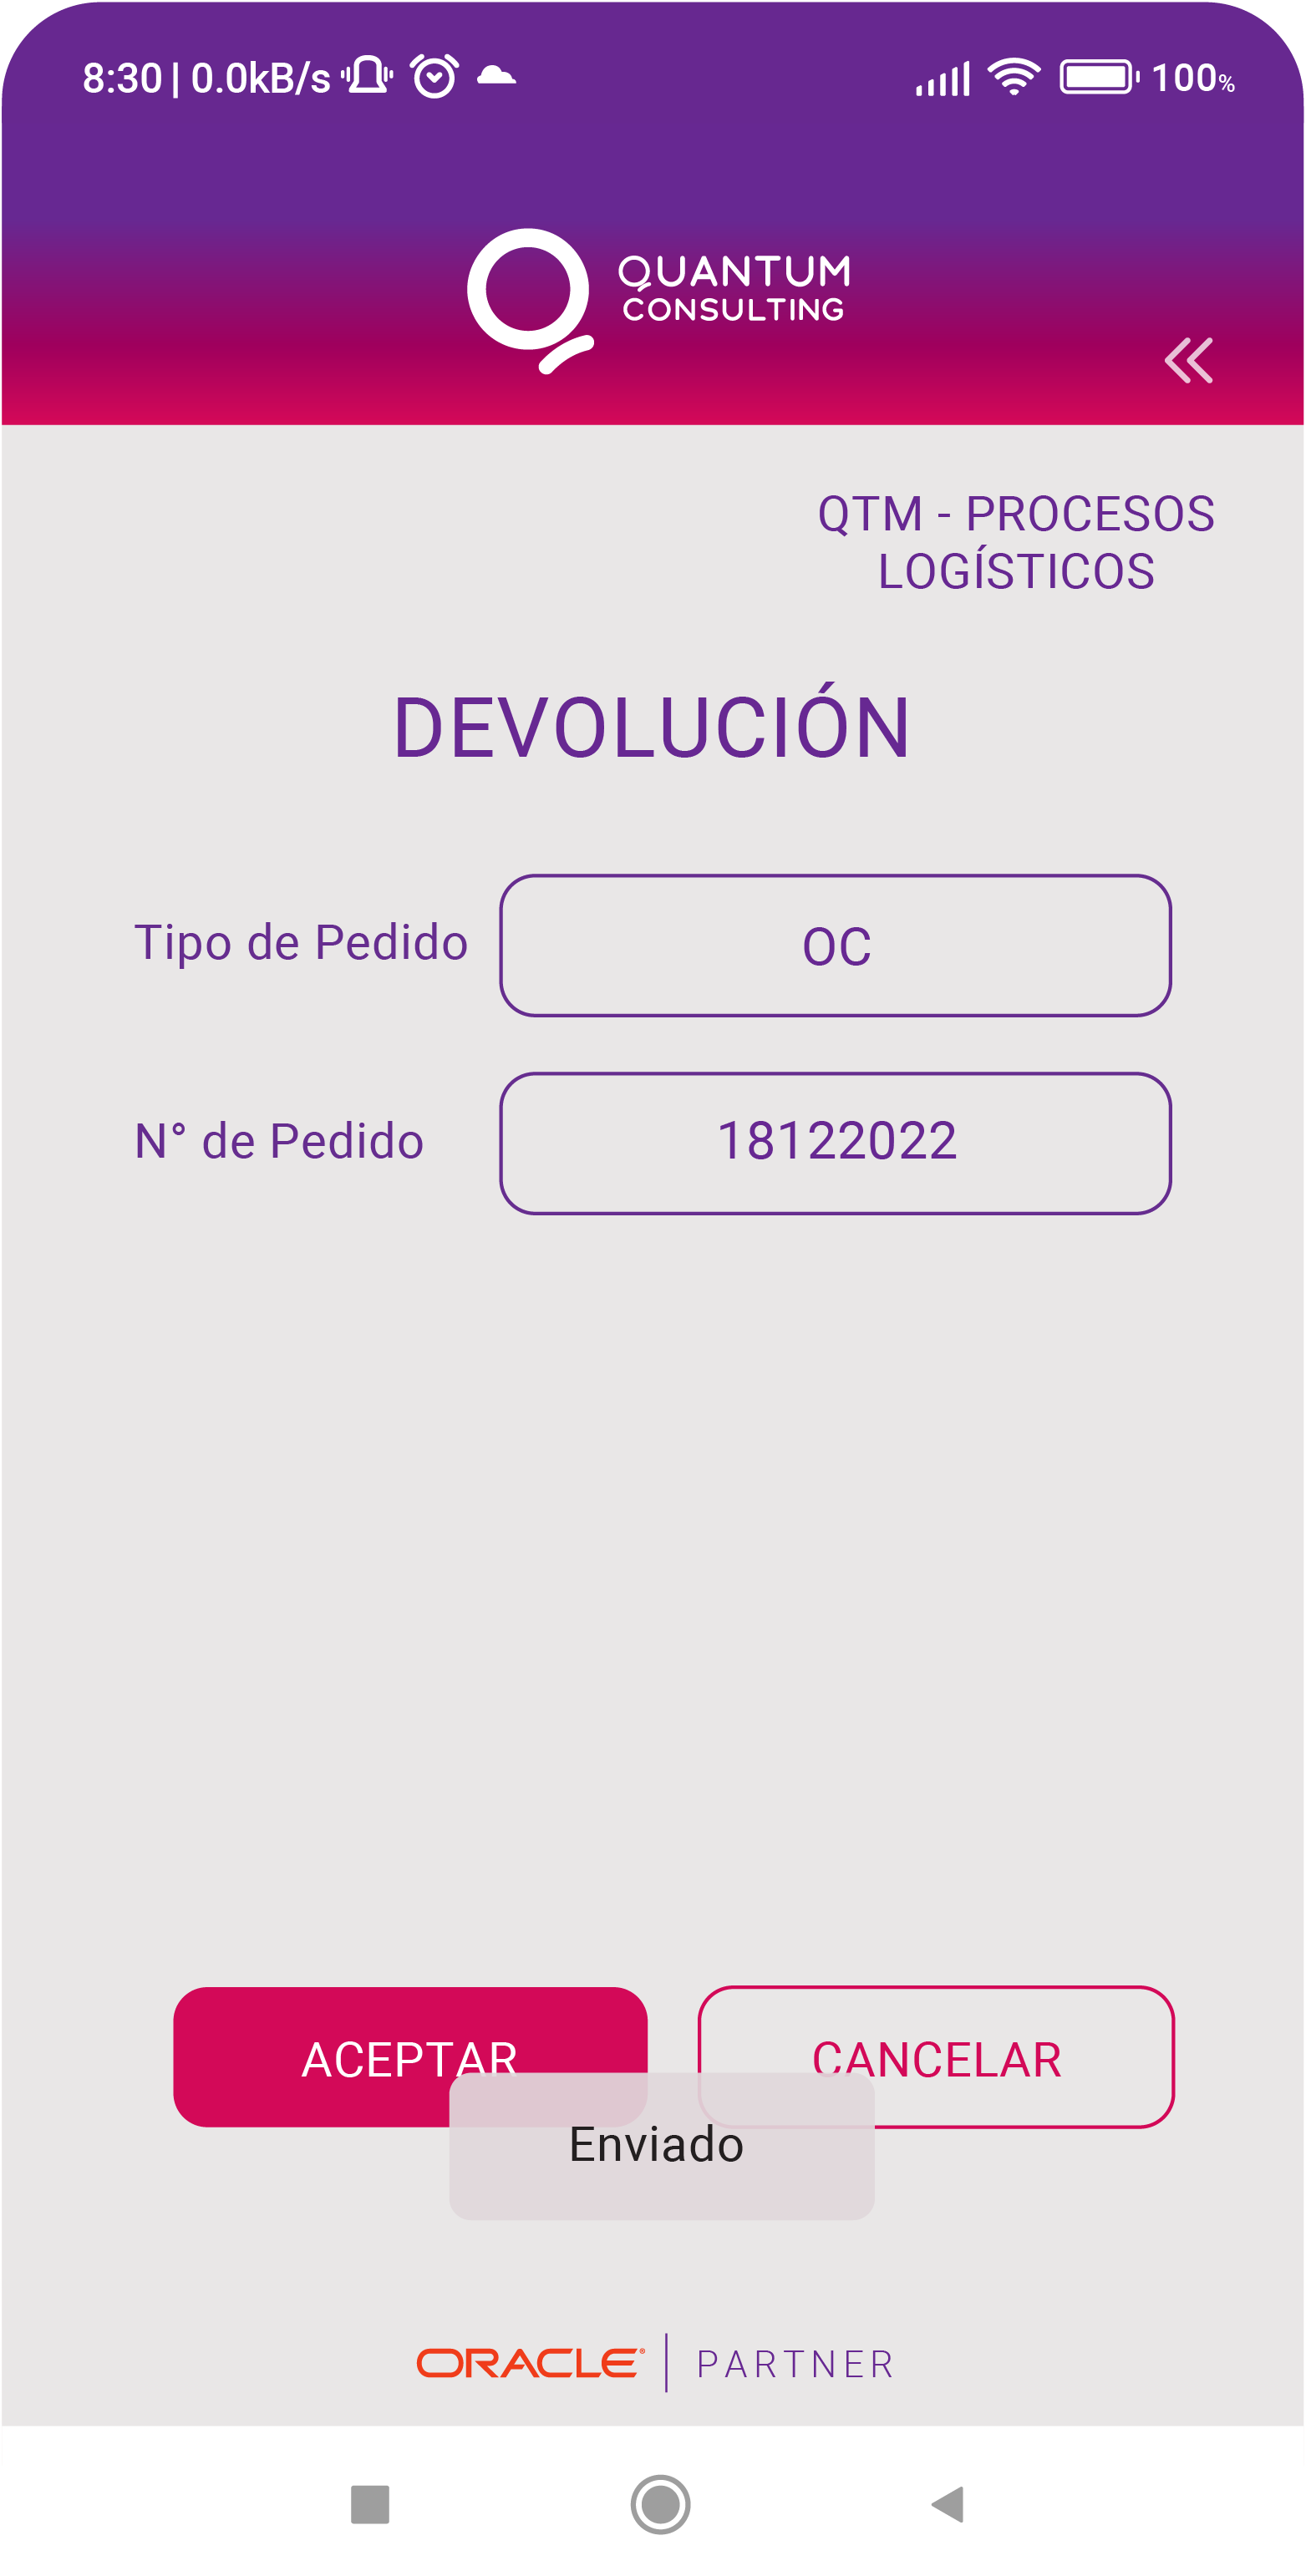 8:30 | 0.0kB/s 100%
QUANTUM
CONSULTING
QTM - PROCESOS
LOGÍSTICOS
DEVOLUCIÓN
Tipo de Pedido OC
N° de Pedido 18122022
ACEPTAR CANCELAR
Enviado
ORACLE® | PARTNER